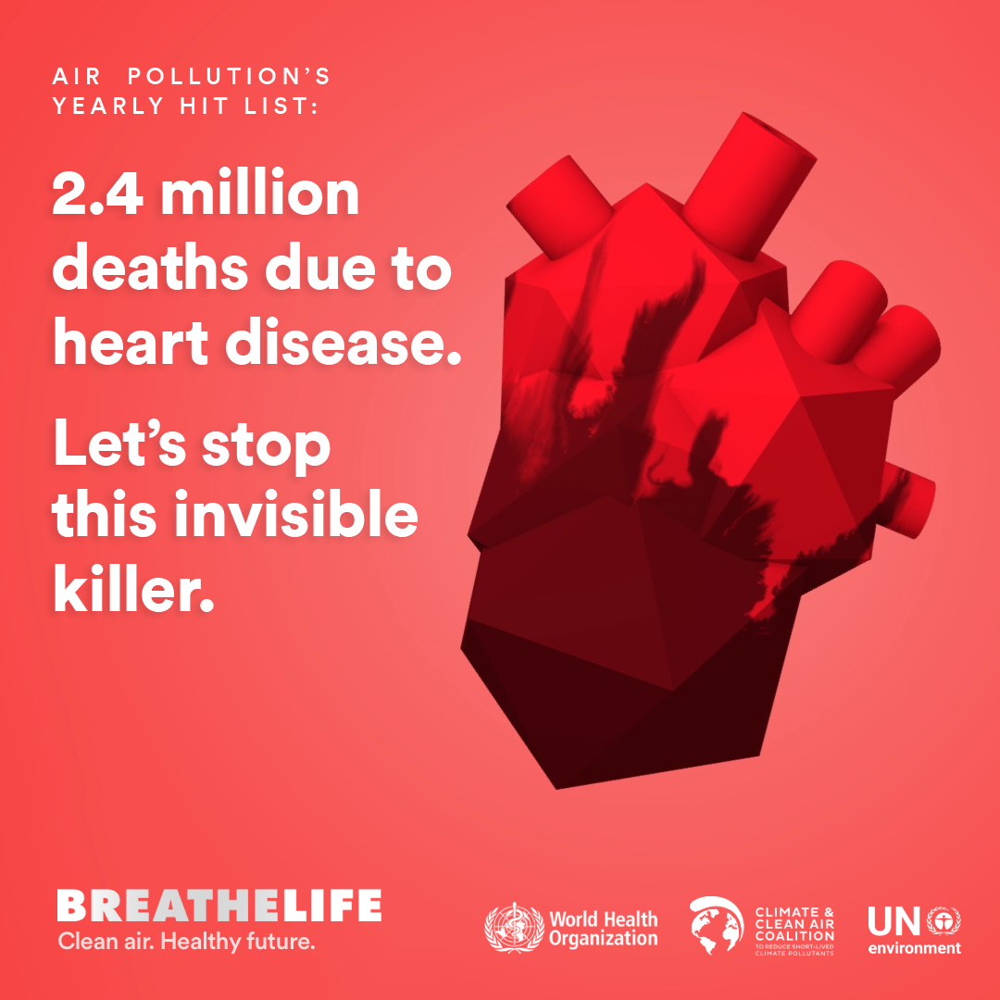 AIR POLLUTION’S
YEARLY HIT LIST:
2.4 million
deaths due to
heart disease.
Let’s stop
this invisible
killer.
BREATHELIFE
Clean air. Healthy future.
World Health
Organization
CLIMATE &
CLEAN AIR
COALITION
TO REDUCE SHORT-LIVED
CLIMATE POLLUTANTS
UN
environment